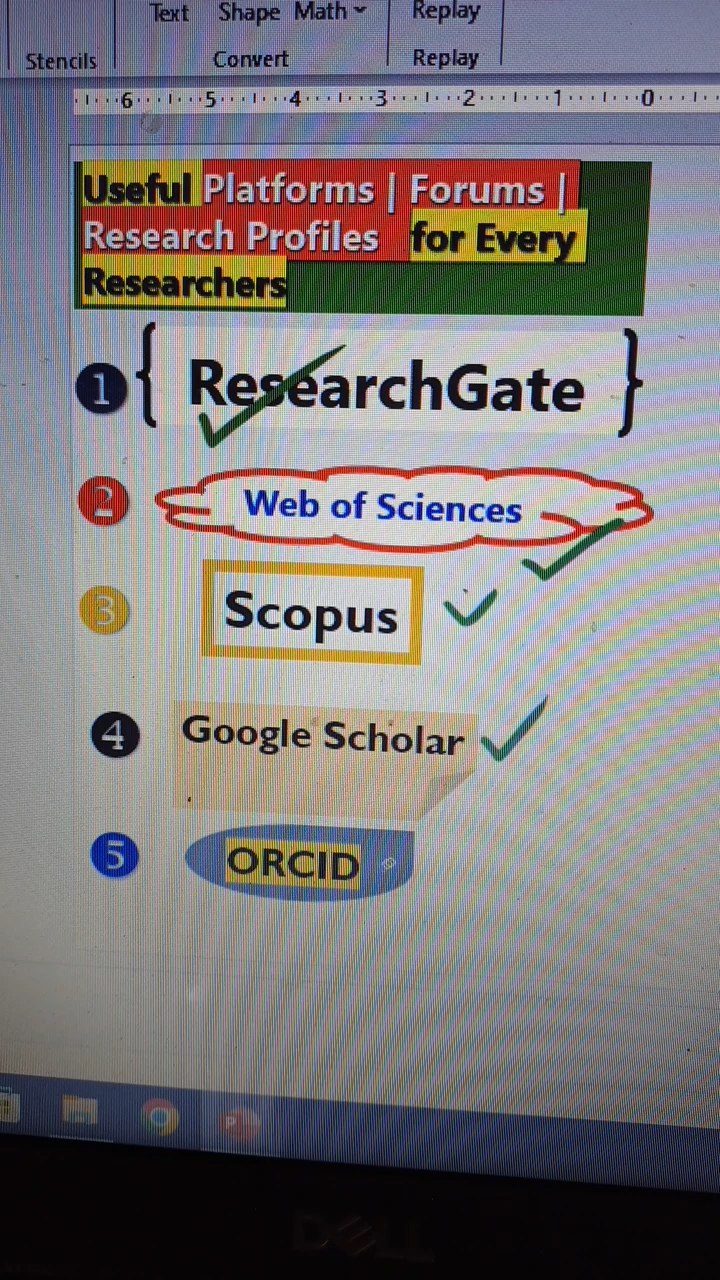 Text Shape Math Replay
Stencils Convert Replay
6 5 4 3 2 1 0
Useful Platforms | Forums |
Research Profiles for Every
Researchers
1 { ResearchGate }
2 Web of Sciences
3 Scopus
4 Google Scholar
5 ORCID
P
DELL